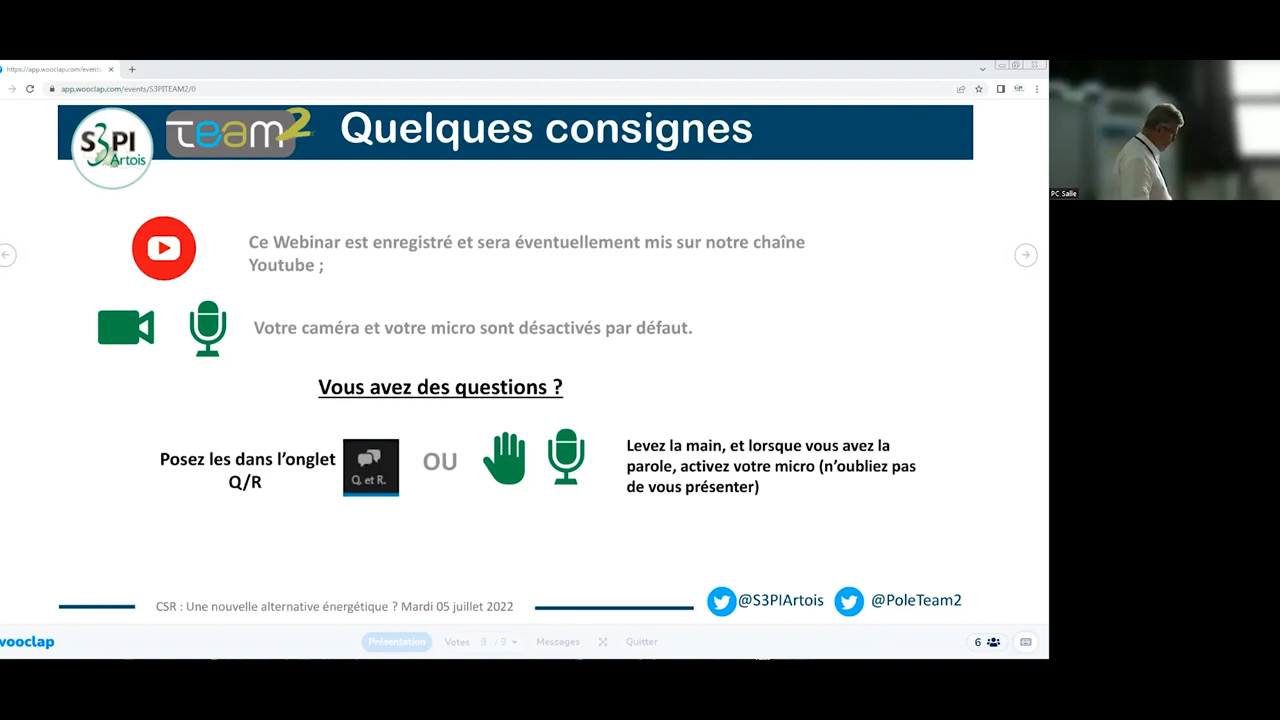 https://app.wooclap.com/events
app.wooclap.com/events/S3PITEAM2/0
S3PI
Artois
team2
Quelques consignes
PC Salle
Ce Webinar est enregistré et sera éventuellement mis sur notre chaîne
Youtube ;
Votre caméra et votre micro sont désactivés par défaut.
Vous avez des questions ?
Posez les dans l’onglet
Q/R
Q. et R.
OU
Levez la main, et lorsque vous avez la
parole, activez votre micro (n’oubliez pas
de vous présenter)
CSR : Une nouvelle alternative énergétique ? Mardi 05 juillet 2022
@S3PIArtois
@PoleTeam2
wooclap
Présentation
Votes
8 / 9
Messages
Quitter
6